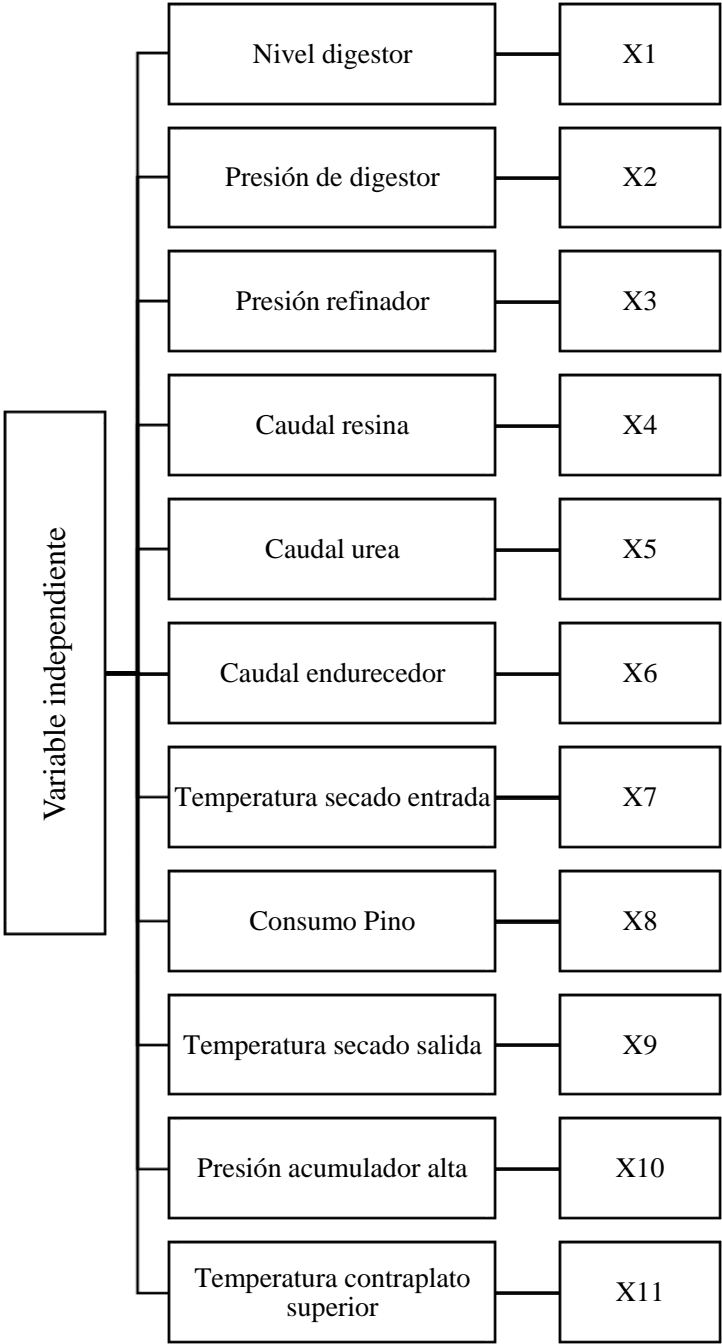 Variable independiente
Nivel digestor
X1
Presión de digestor
X2
Presión refinador
X3
Caudal resina
X4
Caudal urea
X5
Caudal endurecedor
X6
Temperatura secado entrada
X7
Consumo Pino
X8
Temperatura secado salida
X9
Presión acumulador alta
X10
Temperatura contraplato
superior
X11